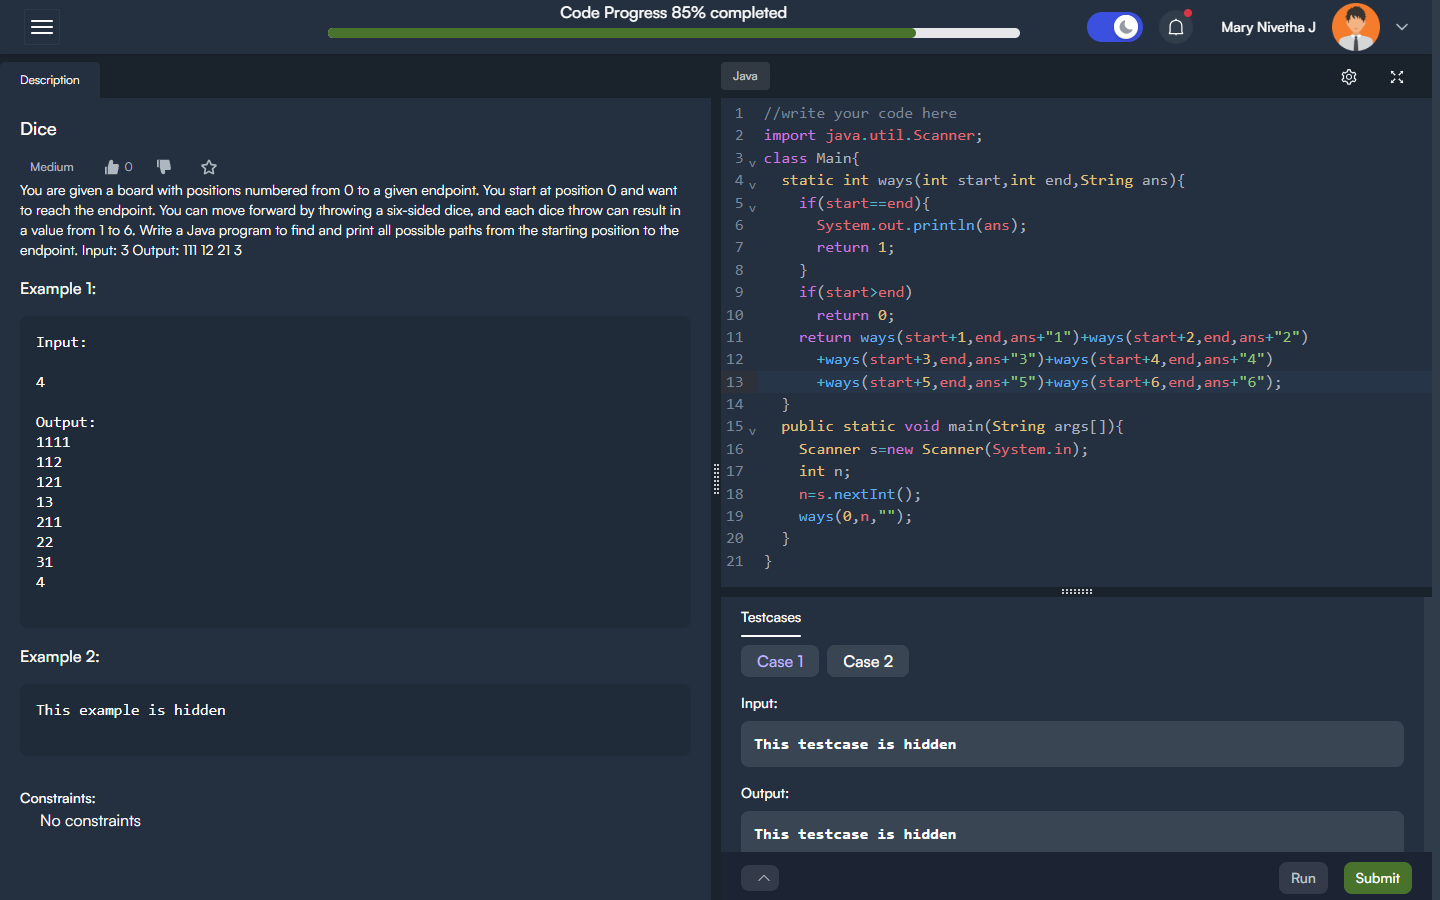 Code Progress 85% completed
Mary Nivetha J
Description
Dice
Medium
0
You are given a board with positions numbered from 0 to a given endpoint. You start at position 0 and want
to reach the endpoint. You can move forward by throwing a six-sided dice, and each dice throw can result in
a value from 1 to 6. Write a Java program to find and print all possible paths from the starting position to the
endpoint. Input: 3 Output: 111 12 21 3
Example 1:
Input:
4
Output:
1111
112
121
13
211
22
31
4
Example 2:
This example is hidden
Constraints:
No constraints
Java
1 //write your code here
2 import java.util.Scanner;
3 class Main{
4 static int ways(int start,int end,String ans){
5 if(start==end){
6 System.out.println(ans);
7 return 1;
8 }
9 if(start>end)
10 return 0;
11 return ways(start+1,end,ans+"1")+ways(start+2,end,ans+"2")
12 +ways(start+3,end,ans+"3")+ways(start+4,end,ans+"4")
13 +ways(start+5,end,ans+"5")+ways(start+6,end,ans+"6");
14 }
15 public static void main(String args[]){
16 Scanner s=new Scanner(System.in);
17 int n;
18 n=s.nextInt();
19 ways(0,n,"");
20 }
21 }
Testcases
Case 1 Case 2
Input:
This testcase is hidden
Output:
This testcase is hidden
Run Submit